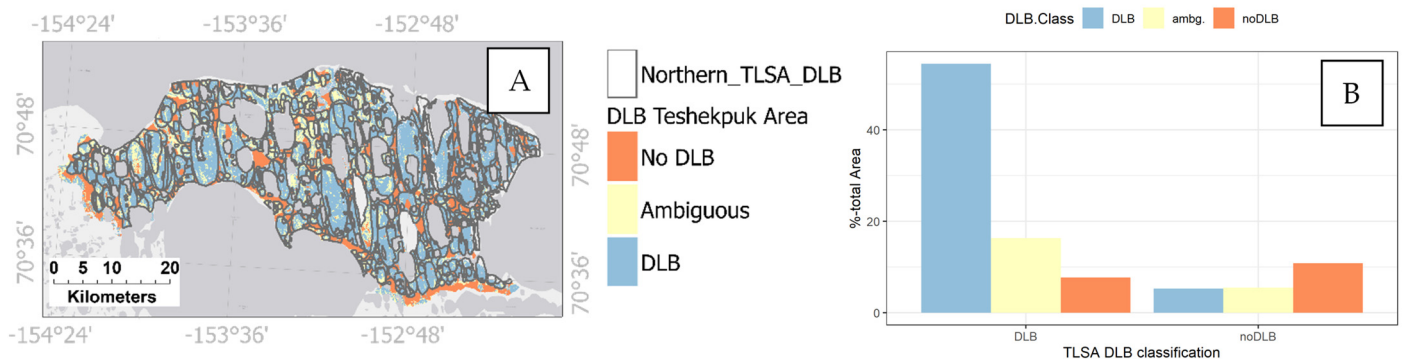 -154°24' -153°36' -152°48'
70°48'
70°36'
A
0 5 10 20
Kilometers
70°48'
70°36'
-154°24' -153°36' -152°48'
Northern_TLSA_DLB
DLB Teshekpuk Area
No DLB
Ambiguous
DLB
DLB.Class DLB ambg. noDLB
B
%-total Area
40
20
0
DLB noDLB
TLSA DLB classification